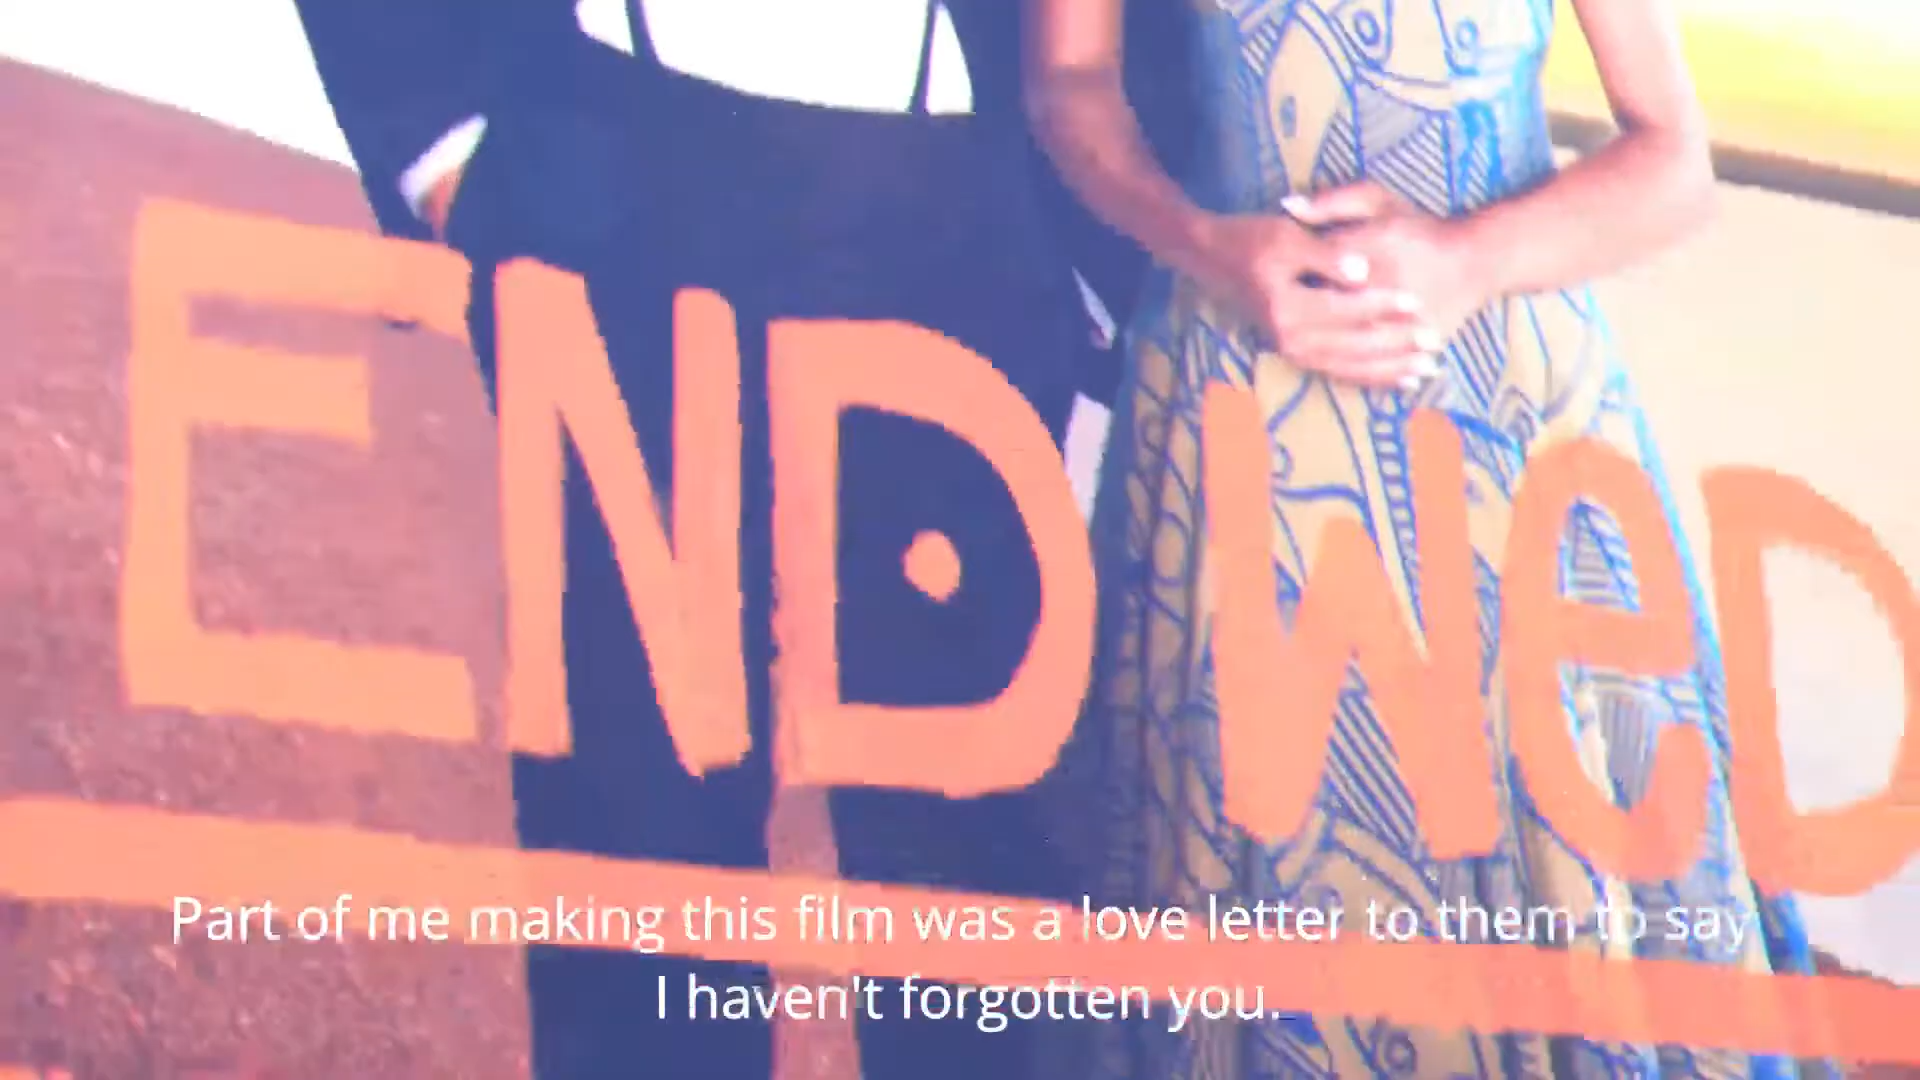 END WED
Part of me making this film was a love letter to them to say
I haven't forgotten you.